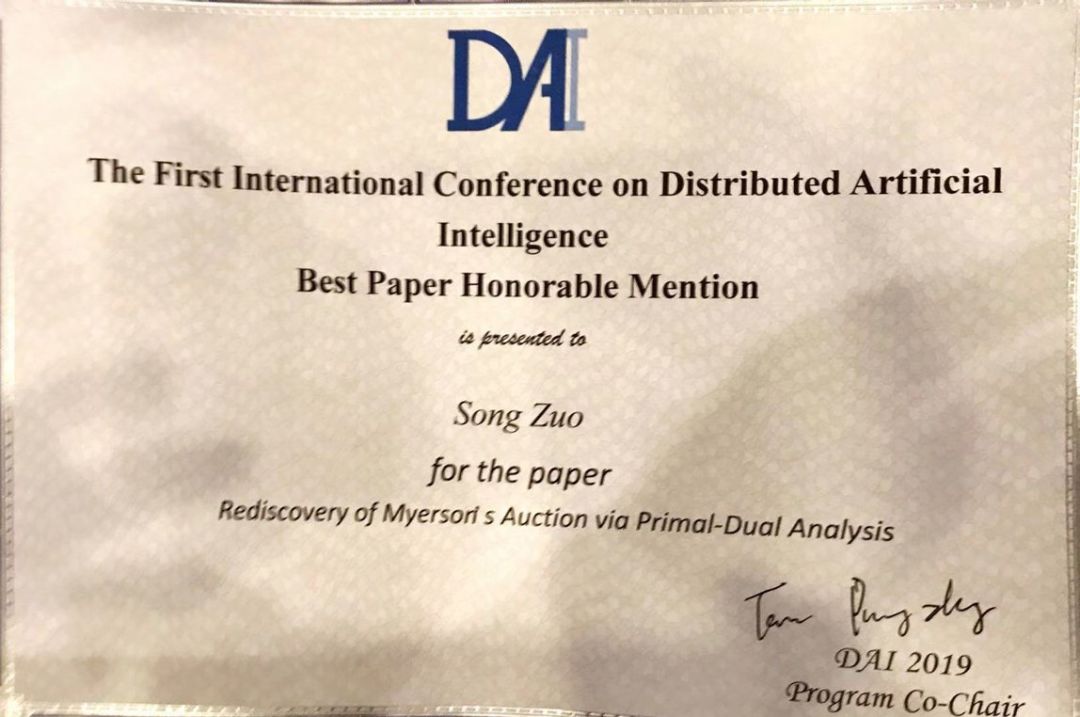 DAI
The First International Conference on Distributed Artificial
Intelligence
Best Paper Honorable Mention
is presented to
Song Zuo
for the paper
Rediscovery of Myerson's Auction via Primal-Dual Analysis
DAI 2019
Program Co-Chair